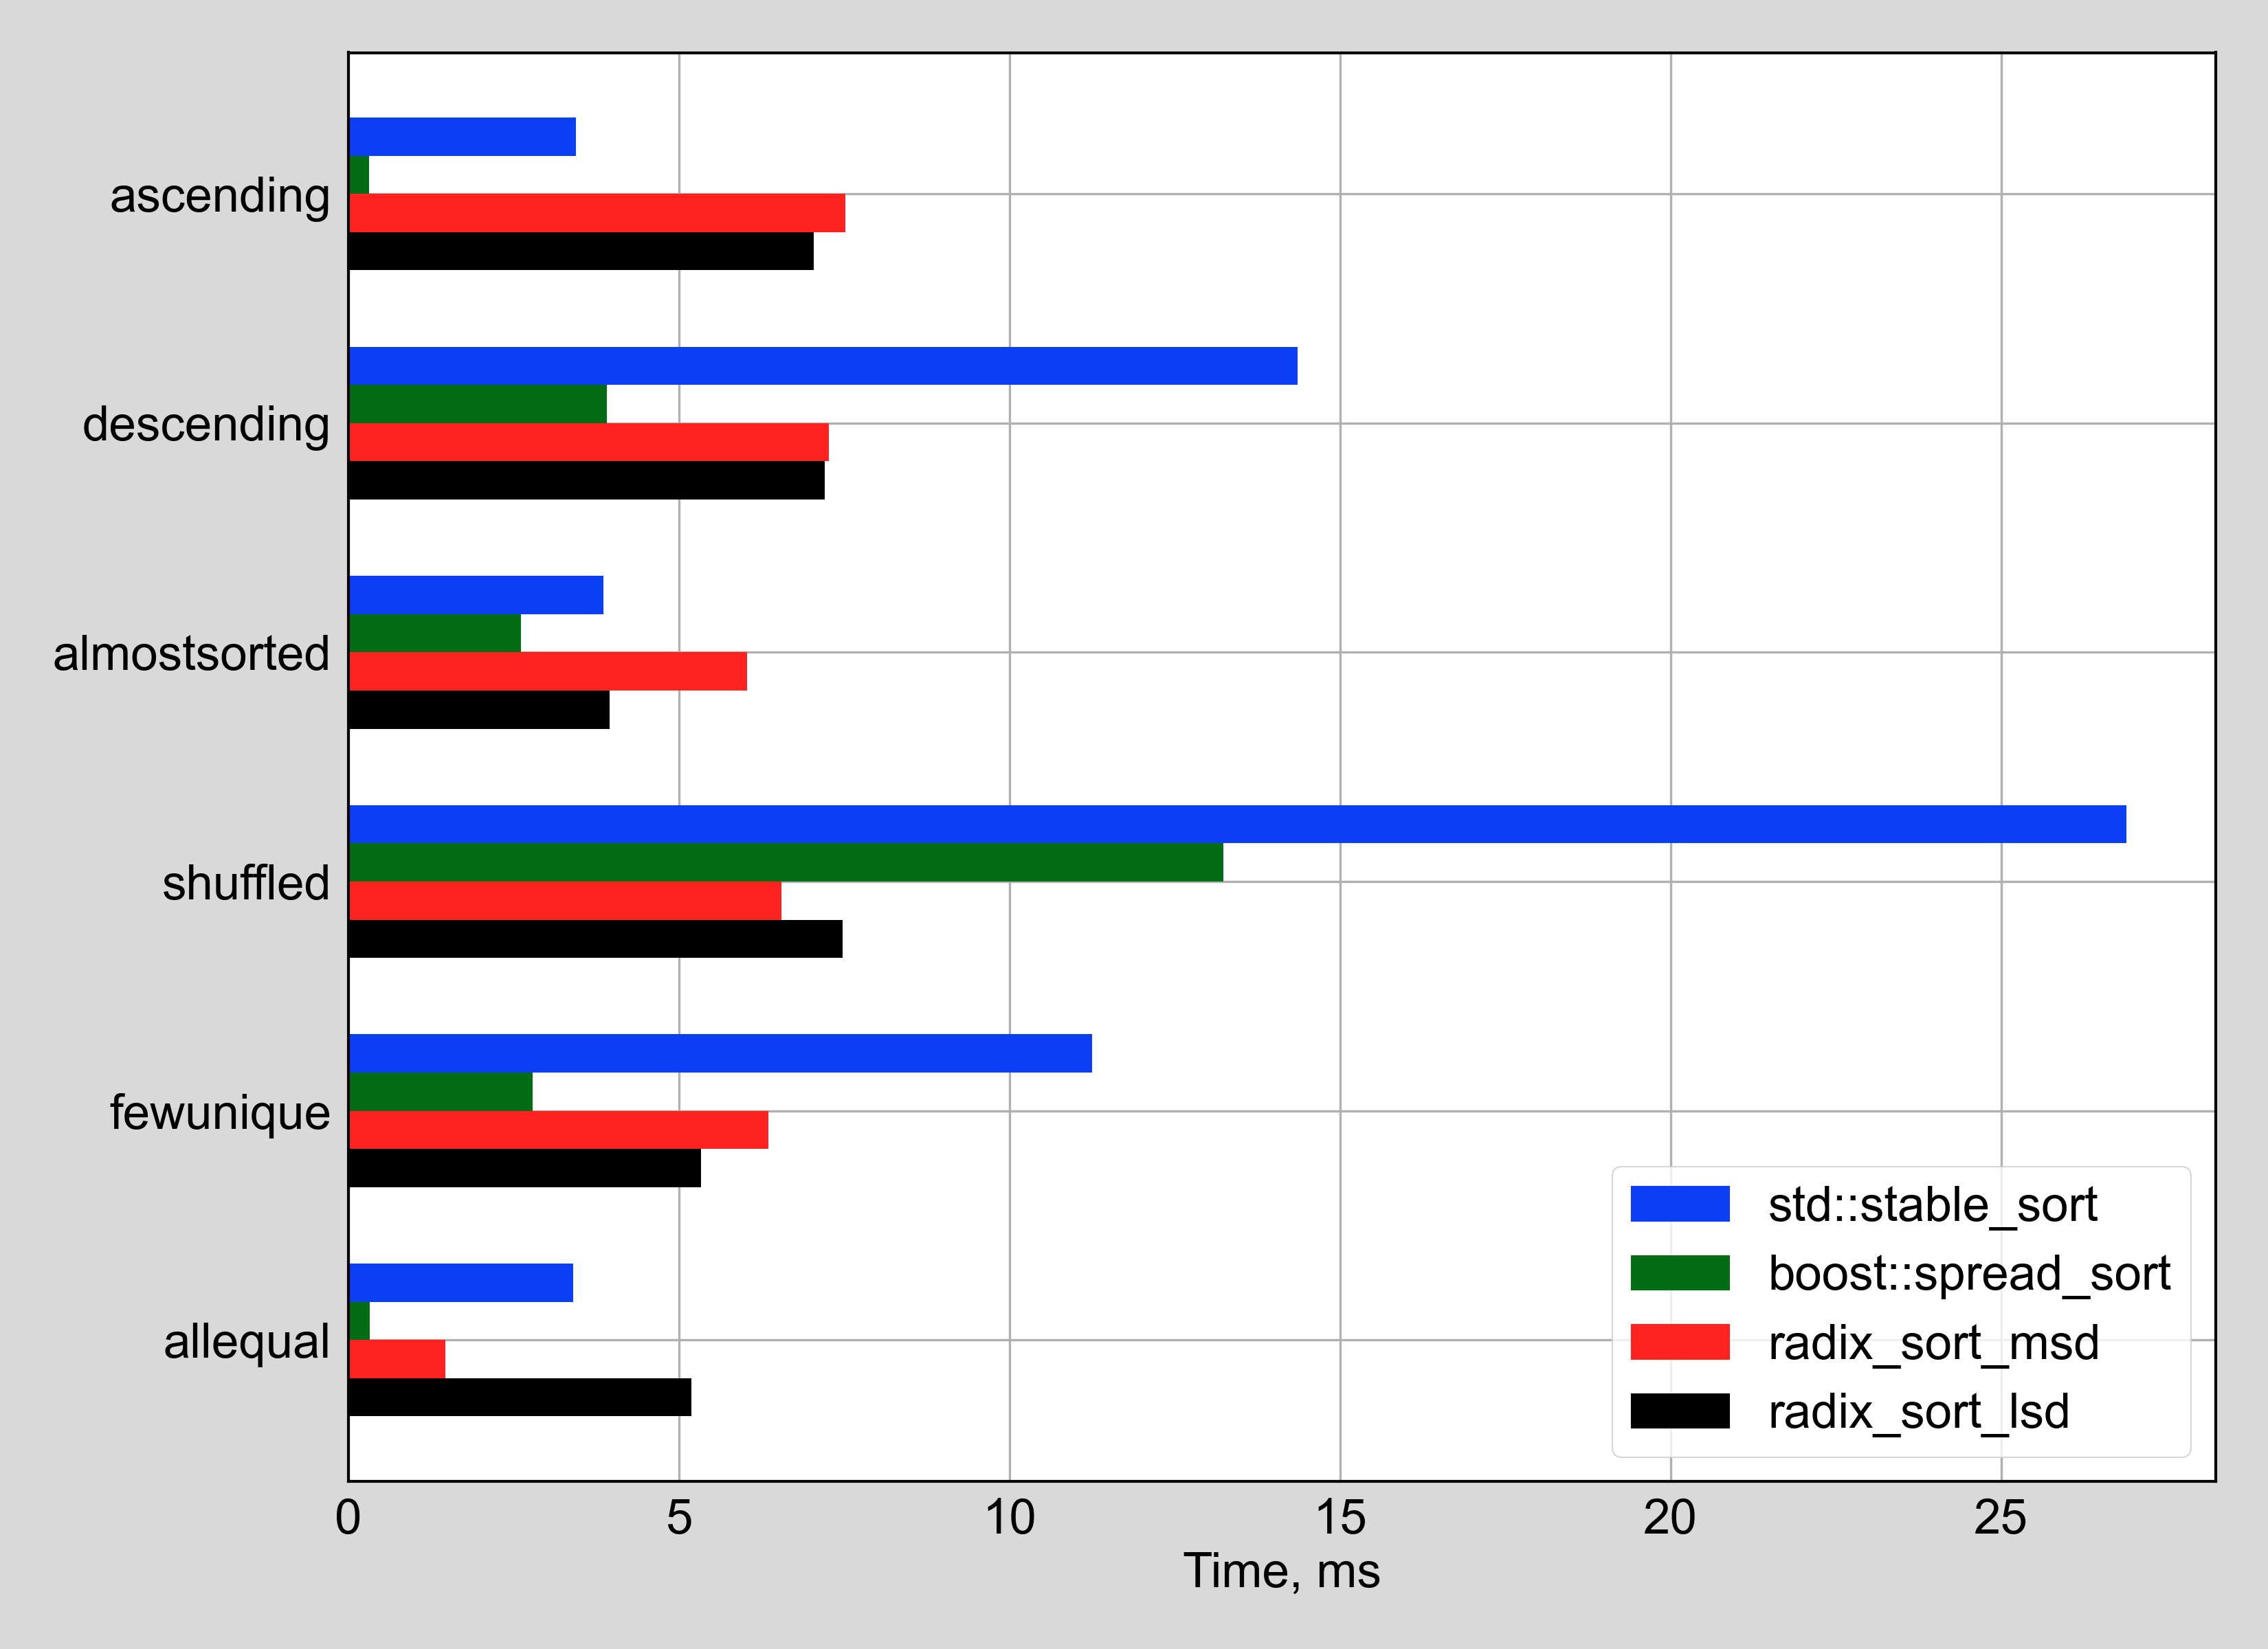 ascending
descending
almostsorted
shuffled
fewunique
allequal
std::stable_sort
boost::spread_sort
radix_sort_msd
radix_sort_lsd
0 5 10 15 20 25
Time, ms